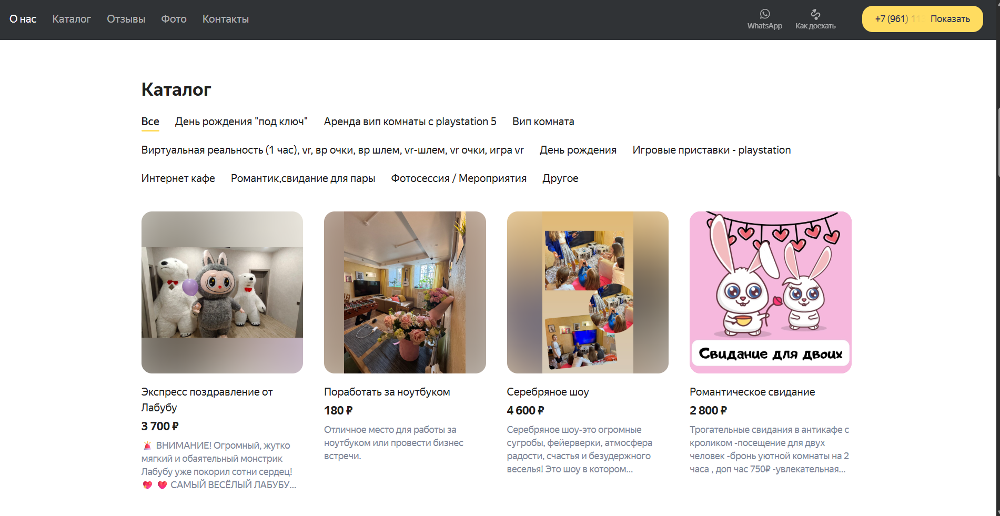 О нас Каталог Отзывы Фото Контакты WhatsApp Как доехать +7 (961) 11 Показать
Каталог
Все День рождения "под ключ" Аренда вип комнаты с playstation 5 Вип комната
Виртуальная реальность (1 час), vr, вр очки, вр шлем, vr-шлем, vr очки, игра vr День рождения Игровые приставки - playstation
Интернет кафе Романтик,свидание для пары Фотосессия / Мероприятия Другое
Свидание для двоих
Экспресс поздравление от
Лабубу
3 700 ₽
🚨 ВНИМАНИЕ! Огромный, жутко
мягкий и обаятельный монстрик
Лабубу уже покорил сотни сердец!
💖 ❤️ САМЫЙ ВЕСЁЛЫЙ ЛАБУБУ...
Поработать за ноутбуком
180 ₽
Отличное место для работы за
ноутбуком или провести бизнес
встречи.
Серебряное шоу
4 600 ₽
Серебряное шоу-это огромные
сугробы, фейерверки, атмосфера
радости, счастья и безудержного
веселья! Это шоу в котором...
Романтическое свидание
2 800 ₽
Трогательные свидания в антикафе с
кроликом -посещение для двух
человек -бронь уютной комнаты на 2
часа , доп час 750₽ -увлекательная...